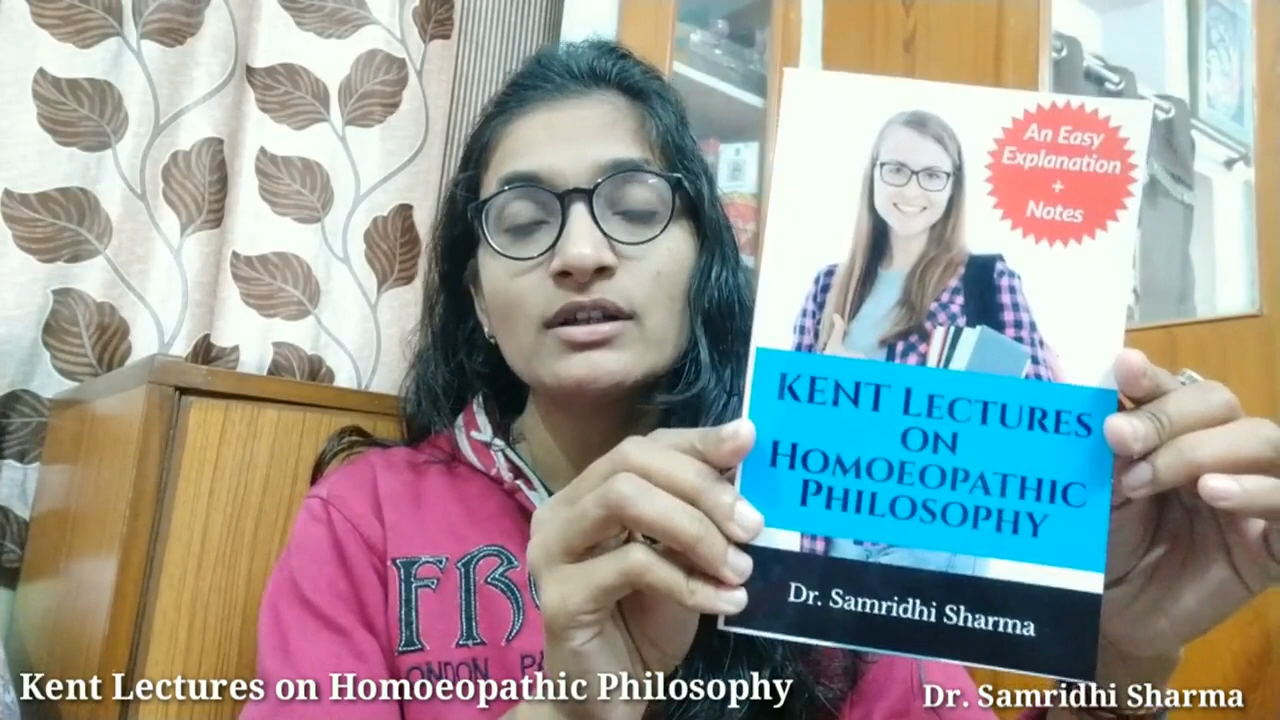 An Easy
Explanation
+
Notes
KENT LECTURES
ON
HOMOEOPATHIC
PHILOSOPHY
Dr. Samridhi Sharma
FR
LONDON
Kent Lectures on Homoeopathic Philosophy
Dr. Samridhi Sharma